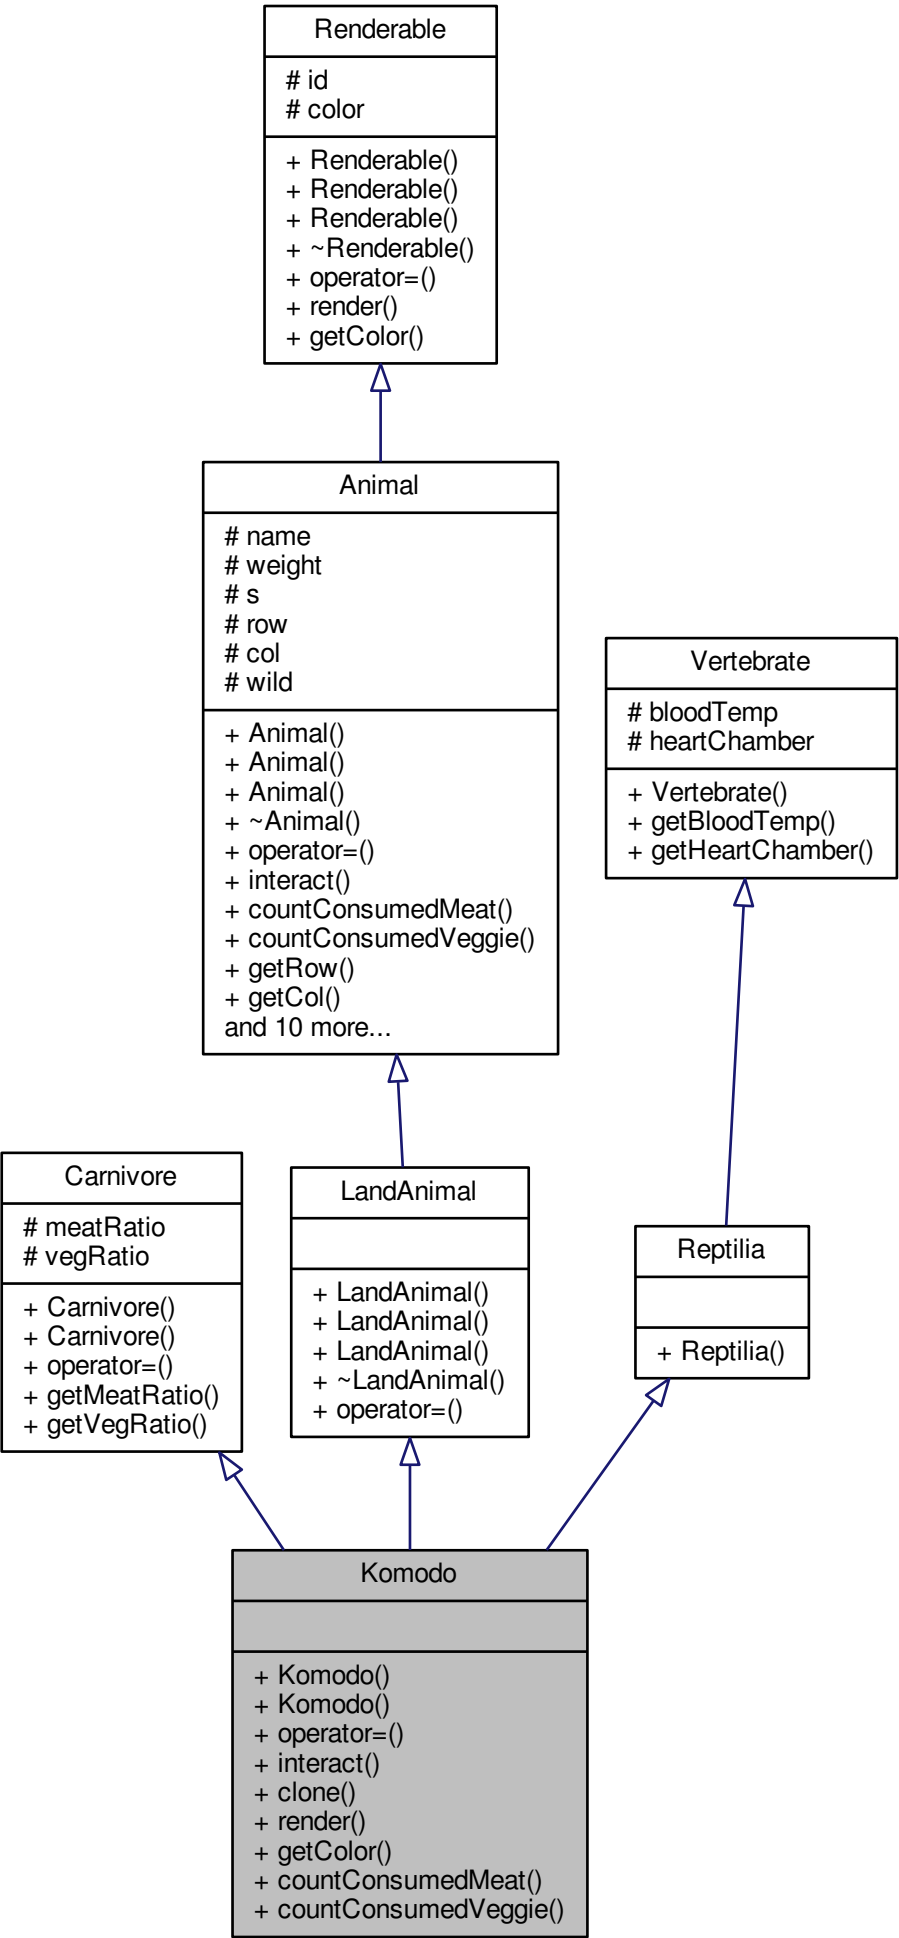 Renderable
# id
# color
+ Renderable()
+ Renderable()
+ Renderable()
+ ~Renderable()
+ operator=()
+ render()
+ getColor()
Animal
# name
# weight
# s
# row
# col
# wild
+ Animal()
+ Animal()
+ Animal()
+ ~Animal()
+ operator=()
+ interact()
+ countConsumedMeat()
+ countConsumedVeggie()
+ getRow()
+ getCol()
and 10 more...
Vertebrate
# bloodTemp
# heartChamber
+ Vertebrate()
+ getBloodTemp()
+ getHeartChamber()
Carnivore
# meatRatio
# vegRatio
+ Carnivore()
+ Carnivore()
+ operator=()
+ getMeatRatio()
+ getVegRatio()
LandAnimal
+ LandAnimal()
+ LandAnimal()
+ LandAnimal()
+ ~LandAnimal()
+ operator=()
Reptilia
+ Reptilia()
Komodo
+ Komodo()
+ Komodo()
+ operator=()
+ interact()
+ clone()
+ render()
+ getColor()
+ countConsumedMeat()
+ countConsumedVeggie()